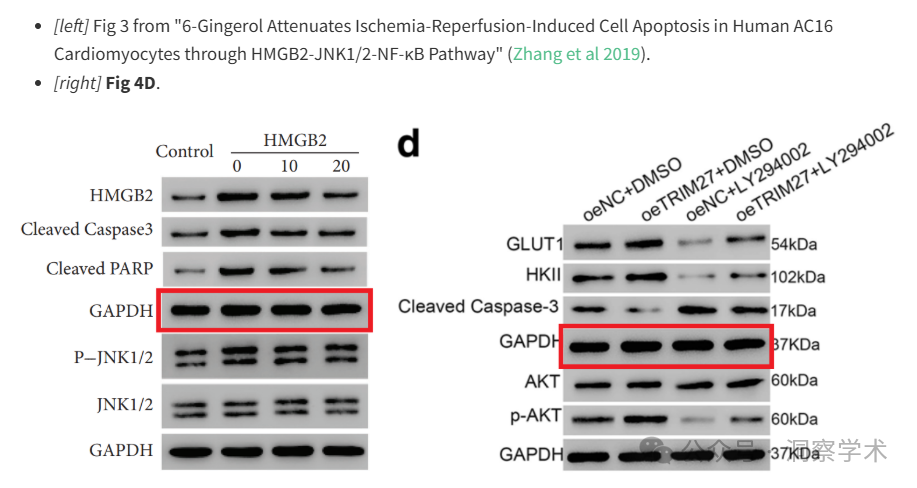 • [left] Fig 3 from "6-Gingerol Attenuates Ischemia-Reperfusion-Induced Cell Apoptosis in Human AC16
Cardiomyocytes through HMGB2-JNK1/2-NF-κB Pathway" (Zhang et al 2019).
• [right] Fig 4D.
Control
HMGB2
0 10 20
HMGB2
Cleaved Caspase3
Cleaved PARP
GAPDH
P–JNK1/2
JNK1/2
GAPDH
d
oeNC+DMSO
oeTRIM27+DMSO
oeNC+LY294002
oeTRIM27+LY294002
GLUT1 54kDa
HKII 102kDa
Cleaved Caspase-3 17kDa
GAPDH 37KDa
AKT 60kDa
p-AKT 60kDa
GAPDH 37kDa
公众号 洞察学术